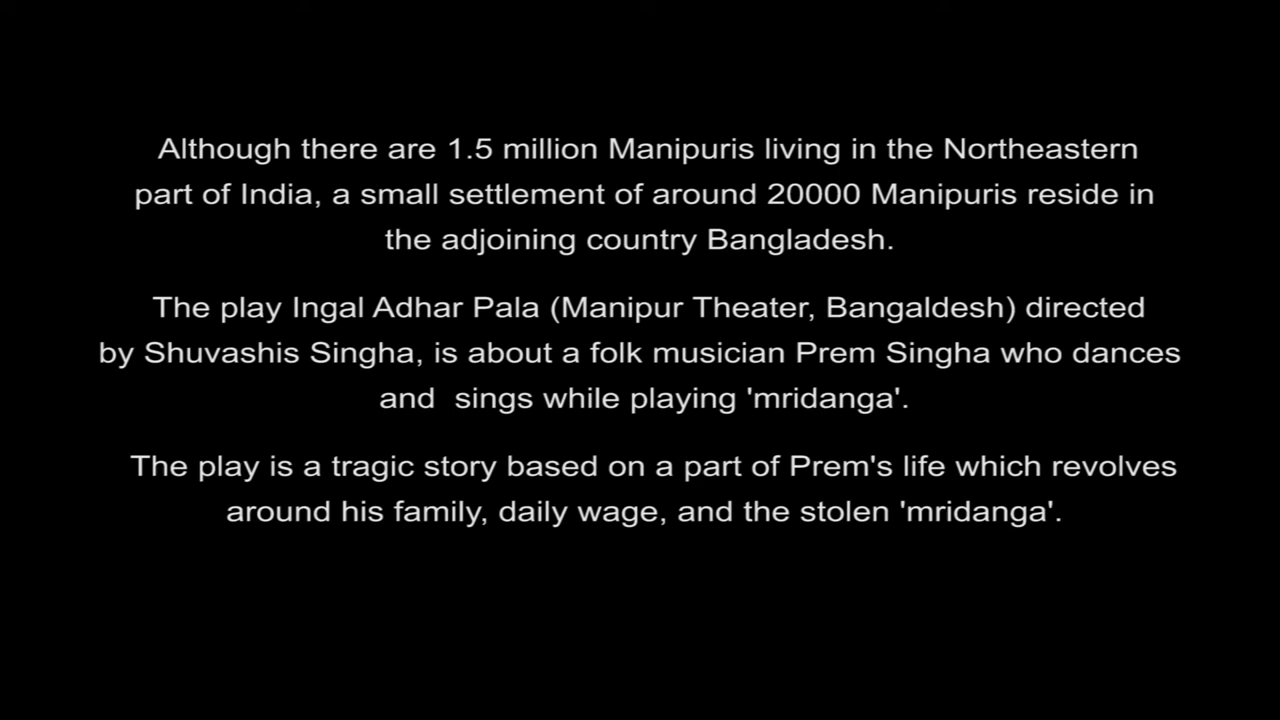 Although there are 1.5 million Manipuris living in the Northeastern
part of India, a small settlement of around 20000 Manipuris reside in
the adjoining country Bangladesh.
The play Ingal Adhar Pala (Manipur Theater, Bangaldesh) directed
by Shuvashis Singha, is about a folk musician Prem Singha who dances
and  sings while playing 'mridanga'.
The play is a tragic story based on a part of Prem's life which revolves
around his family, daily wage, and the stolen 'mridanga'.